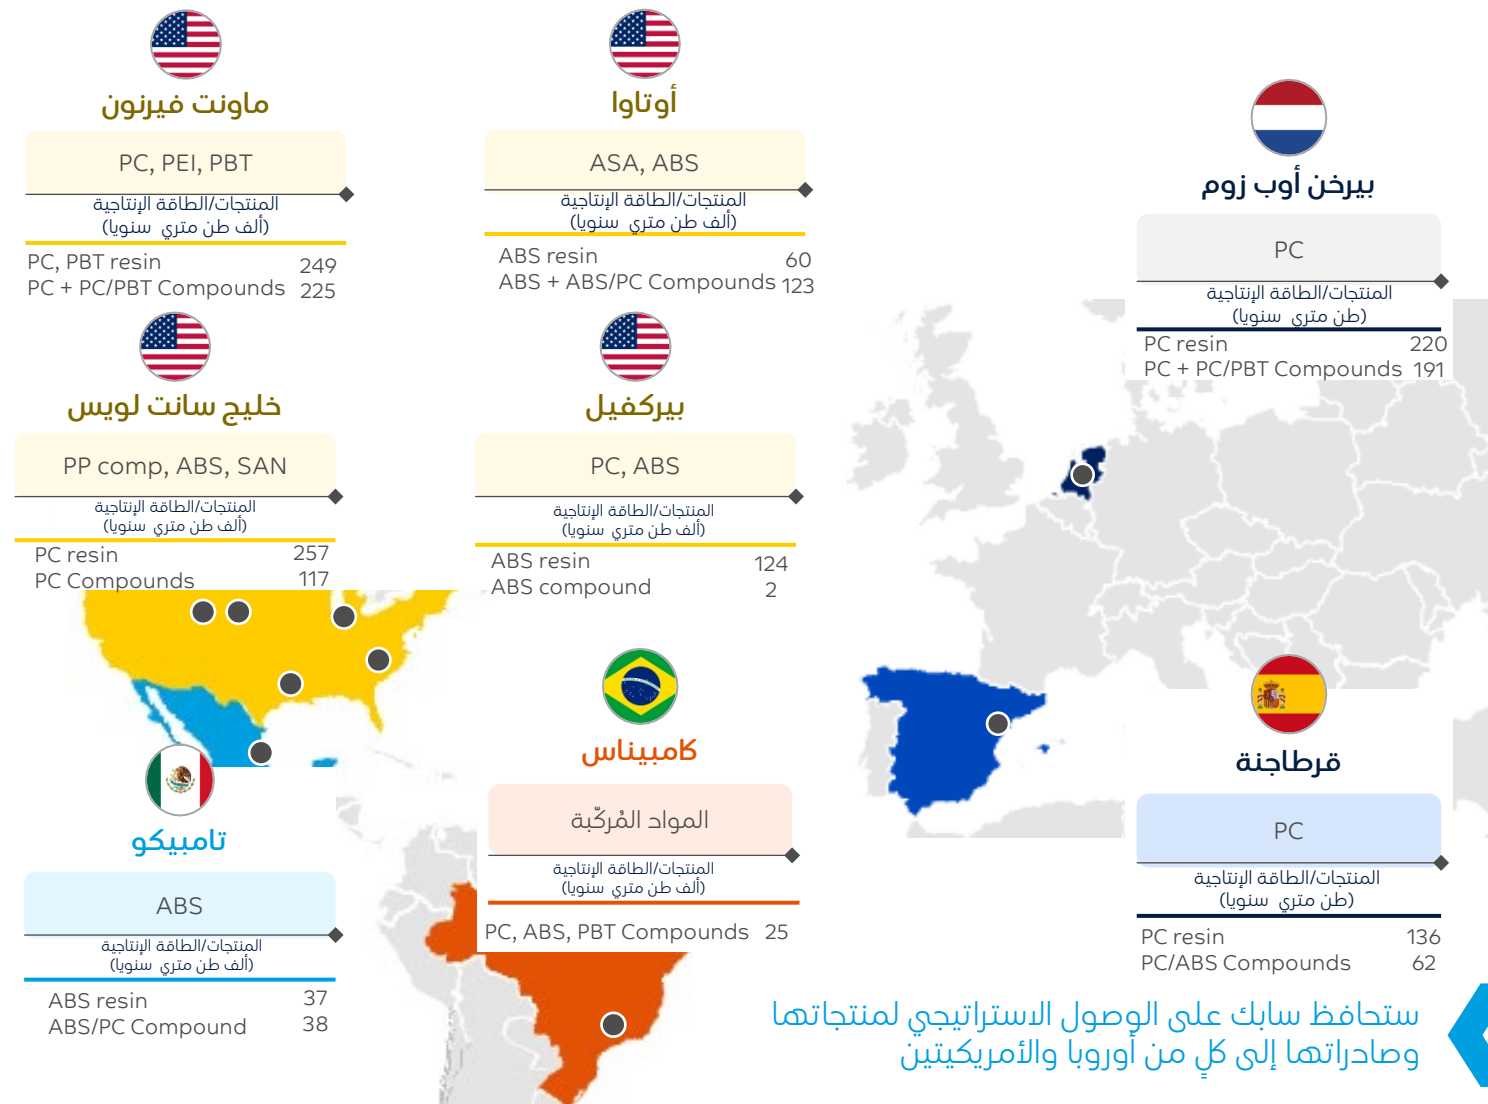 ماونت فيرنون
PC, PEI, PBT
المنتجات/الطاقة الإنتاجية
(ألف طن متري سنويا)
PC, PBT resin 249
PC + PC/PBT Compounds 225
أوتاوا
ASA, ABS
المنتجات/الطاقة الإنتاجية
(ألف طن متري سنويا)
ABS resin 60
ABS + ABS/PC Compounds 123
بيرخن أوب زوم
PC
المنتجات/الطاقة الإنتاجية
(طن متري سنويا)
PC resin 220
PC + PC/PBT Compounds 191
خليج سانت لويس
PP comp, ABS, SAN
المنتجات/الطاقة الإنتاجية
(ألف طن متري سنويا)
PC resin 257
PC Compounds 117
بيركفيل
PC, ABS
المنتجات/الطاقة الإنتاجية
(ألف طن متري سنويا)
ABS resin 124
ABS compound 2
تامبيكو
ABS
المنتجات/الطاقة الإنتاجية
(ألف طن متري سنويا)
ABS resin 37
ABS/PC Compound 38
كامبيناس
المواد المُركّبة
المنتجات/الطاقة الإنتاجية
(ألف طن متري سنويا)
PC, ABS, PBT Compounds 25
قرطاجنة
PC
المنتجات/الطاقة الإنتاجية
(طن متري سنويا)
PC resin 136
PC/ABS Compounds 62
ستحافظ سابك على الوصول الاستراتيجي لمنتجاتها
وصادراتها إلى كلٍ من أوروبا والأمريكيتين